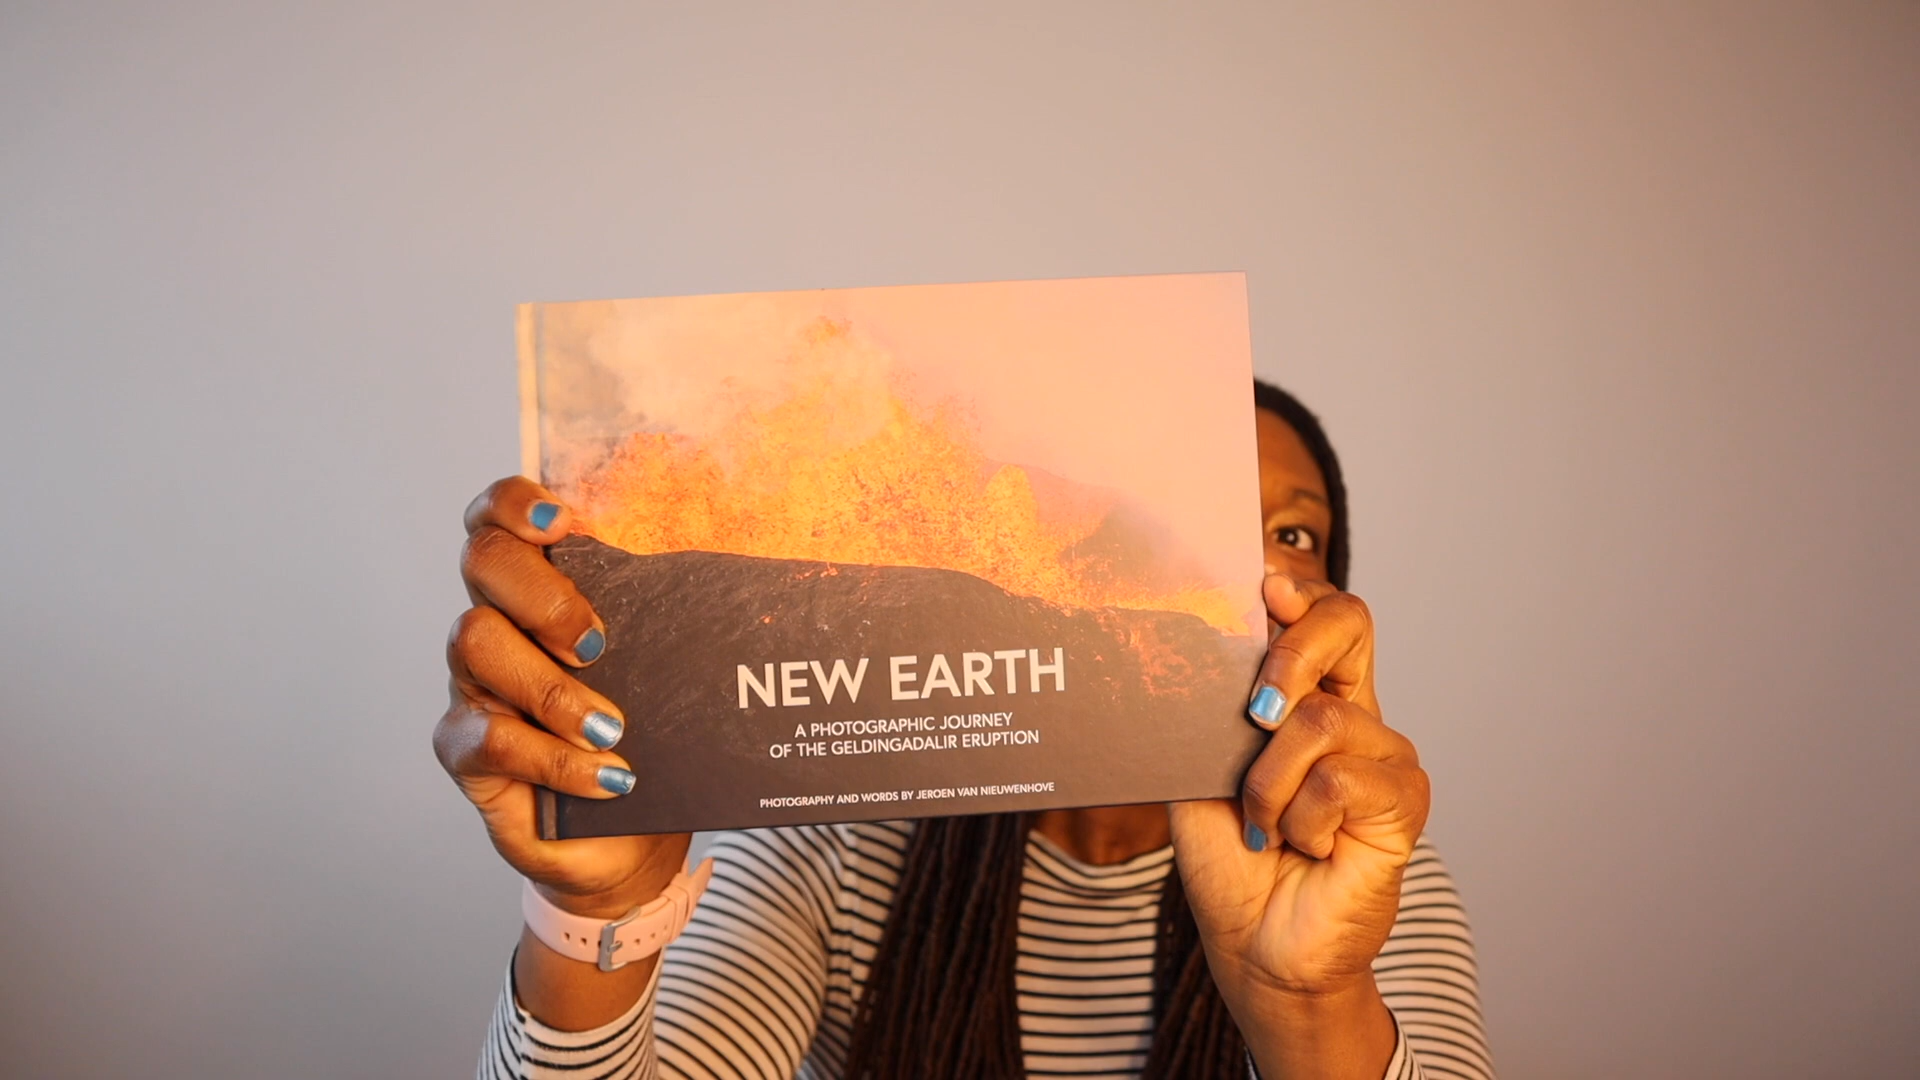 NEW EARTH
A PHOTOGRAPHIC JOURNEY
OF THE GELDINGADALIR ERUPTION
PHOTOGRAPHY AND WORDS BY JEROEN VAN NIEUWENHOVE